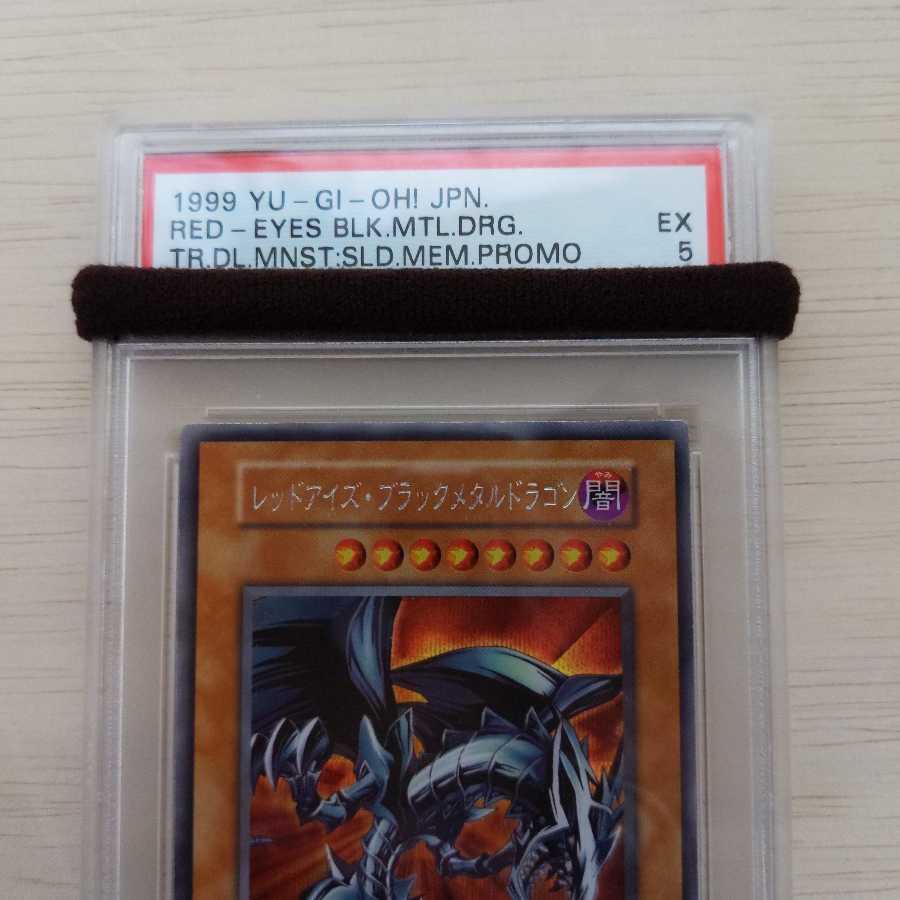 1999 YU-GI-OH! JPN.
RED-EYES BLK.MTL.DRG.
EX
TR.DL.MNST:SLD.MEM.PROMO
5
レッドアイズ・ブラックメタルドラゴン
やみ
闇